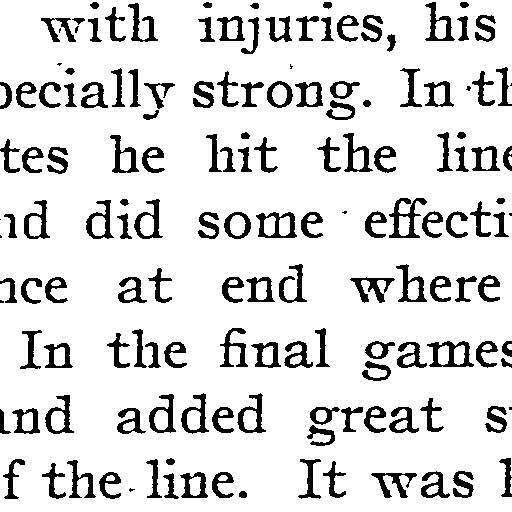 with injuries, his
pecially strong. In th
tes he hit the line
nd did some effecti
nce at end where
In the final games
and added great s
f the line. It was